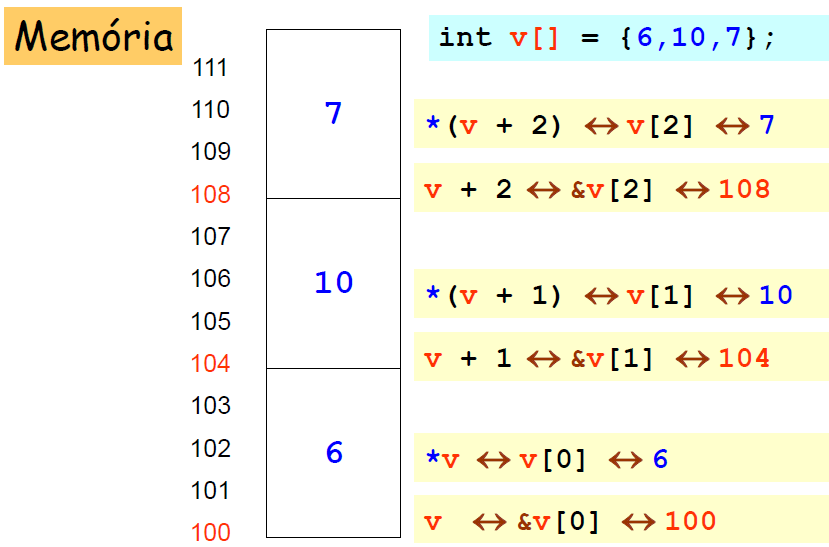 Memória
int v[] = {6,10,7};
111
110
109
108
107
106
105
104
103
102
101
100
7
10
6
*(v + 2) ↔ v[2] ↔ 7
v + 2 ↔ &v[2] ↔ 108
*(v + 1) ↔ v[1] ↔ 10
v + 1 ↔ &v[1] ↔ 104
*v ↔ v[0] ↔ 6
v ↔ &v[0] ↔ 100